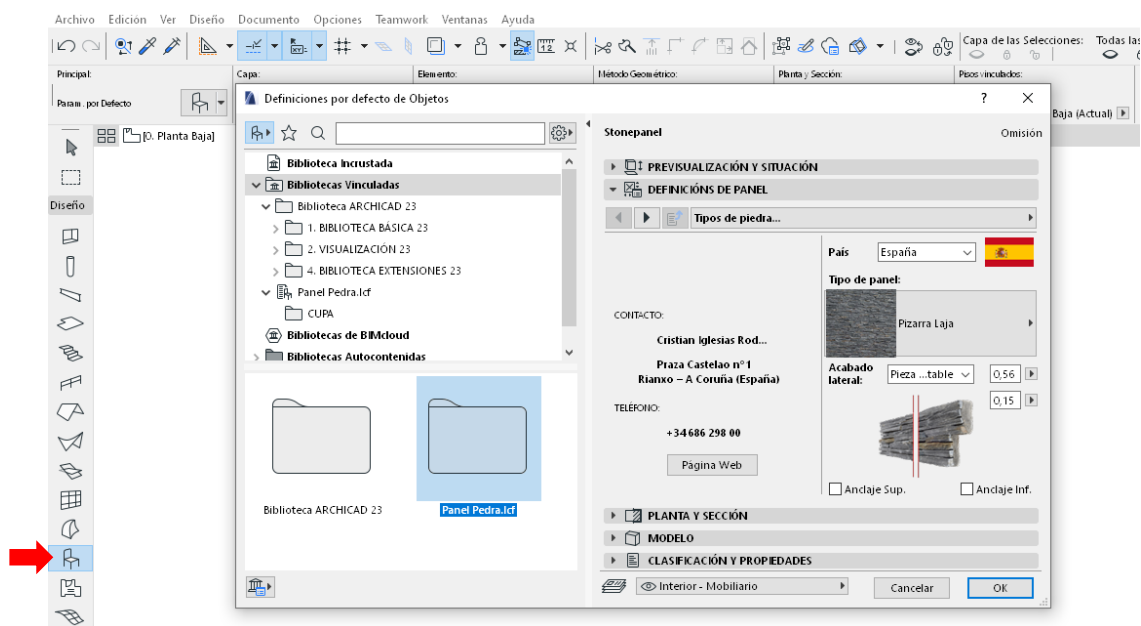 Archivo Edición Ver Diseño Documento Opciones Teamwork Ventanas Ayuda
Capa de las Selecciones: Todas las
Principal: Capa: Elemento: Método Geométrico: Planta y Sección: Pisos vinculados:
Param. por Defecto
Baja (Actual)
[0. Planta Baja]
Diseño
Definiciones por defecto de Objetos
Biblioteca Incrustada
Bibliotecas Vinculadas
Biblioteca ARCHICAD 23
1. BIBLIOTECA BÁSICA 23
2. VISUALIZACIÓN 23
4. BIBLIOTECA EXTENSIONES 23
Panel Pedra.lcf
CUPA
Bibliotecas de BIMcloud
Bibliotecas Autocontenidas
Biblioteca ARCHICAD 23
Panel Pedra.lcf
Stonepanel
Omisión
PREVISUALIZACIÓN Y SITUACIÓN
DEFINICIÓNS DE PANEL
Tipos de piedra...
CONTACTO:
Cristian Iglesias Rod...
Praza Castelao nº 1
Rianxo – A Coruña (España)
TELÉFONO:
+34 686 298 00
Página Web
País
España
Tipo de panel:
Pizarra Laja
Acabado lateral:
Pieza ...table
0,56
0,15
Anclaje Sup.
Anclaje Inf.
PLANTA Y SECCIÓN
MODELO
CLASIFICACIÓN Y PROPIEDADES
Interior - Mobiliario
Cancelar
OK